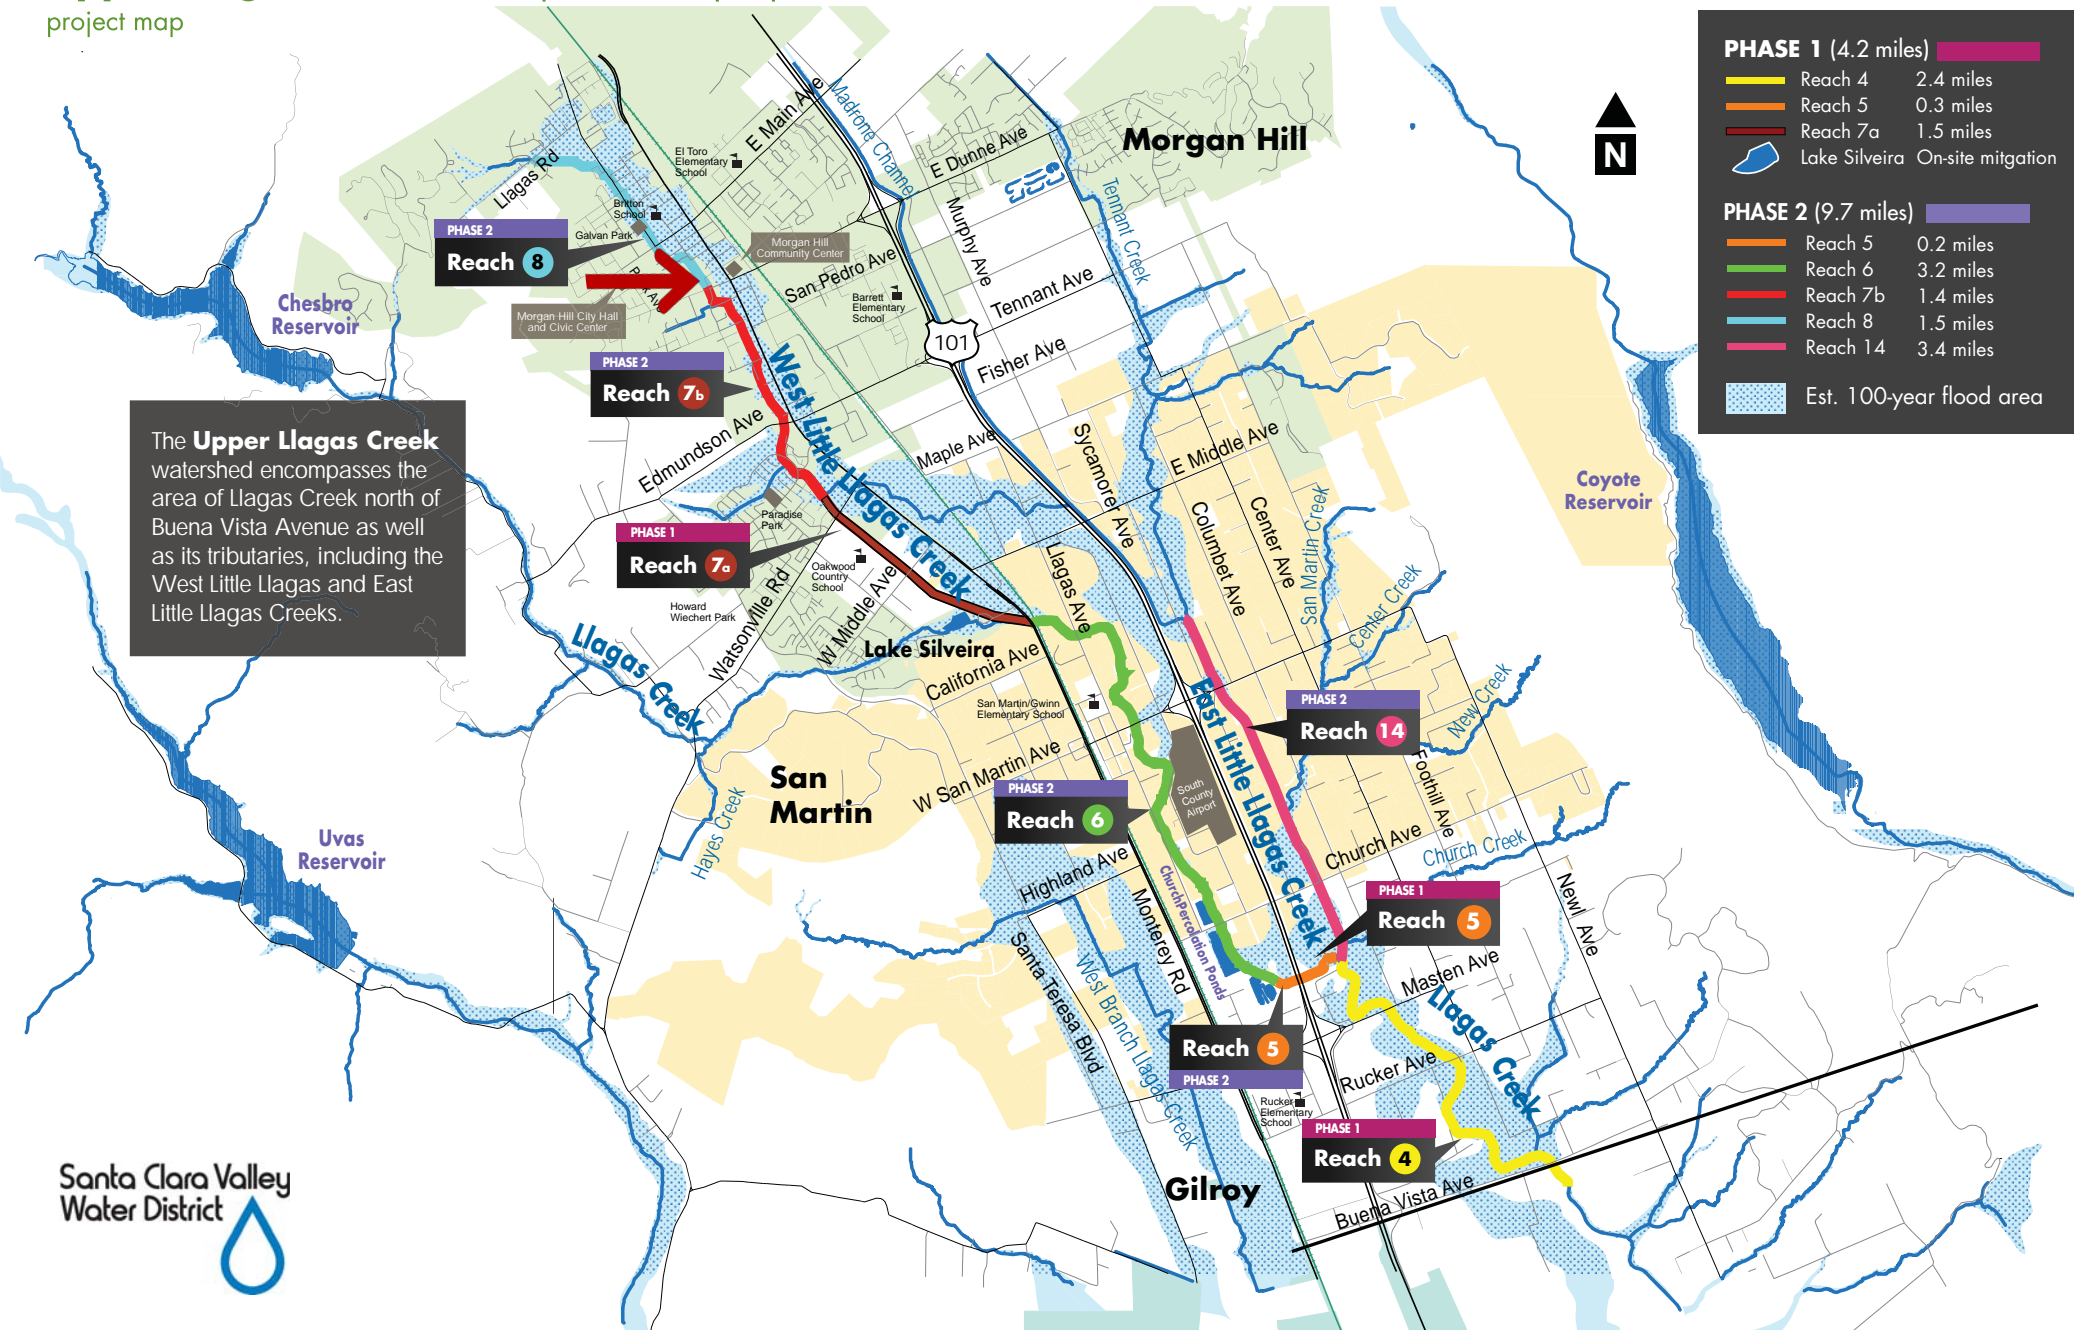 project map
PHASE 1 (4.2 miles)
Reach 4 2.4 miles
Reach 5 0.3 miles
Reach 7a 1.5 miles
Lake Silveira On-site mitgation
PHASE 2 (9.7 miles)
Reach 5 0.2 miles
Reach 6 3.2 miles
Reach 7b 1.4 miles
Reach 8 1.5 miles
Reach 14 3.4 miles
Est. 100-year flood area
N
Morgan Hill
E Main Ave
Madrone Channel
E Dunne Ave
El Toro
Elementary
School
Llagas Rd
Britton
School
Galvan Park
PHASE 2
Reach 8
Morgan Hill
Community Center
Morgan Hill City Hall
and Civic Center
San Pedro Ave
Barrett
Elementary
School
Murphy Ave
Tennant Creek
Tennant Ave
101
Fisher Ave
Chesbro
Reservoir
PHASE 2
Reach 7b
West Little Llagas Creek
Edmundson Ave
Maple Ave
Sycamorer Ave
E Middle Ave
Columbet Ave
Center Ave
San Martin Creek
Center Creek
Coyote
Reservoir
The Upper Llagas Creek
watershed encompasses the
area of Llagas Creek north of
Buena Vista Avenue as well
as its tributaries, including the
West Little Llagas and East
Little Llagas Creeks.
Paradise
Park
PHASE 1
Reach 7a
Oakwood
Country
School
Howard
Wiechert Park
Watsonville Rd
W Middle Ave
Llagas Ave
Lake Silveira
California Ave
Llagas Creek
San Martin/Gwinn
Elementary School
East Little Llagas Creek
PHASE 2
Reach 14
New Creek
Foothill Ave
San
Martin
W San Martin Ave
PHASE 2
Reach 6
South
County
Airport
Hayes Creek
Uvas
Reservoir
Church Ave
Church Creek
Highland Ave
ChurchPercolation Ponds
Monterey Rd
PHASE 1
Reach 5
Newl Ave
Masten Ave
Santa Teresa Blvd
West Branch Llagas Creek
Llagas Creek
Reach 5
PHASE 2
Rucker Ave
Rucker
Elementary
School
PHASE 1
Reach 4
Gilroy
Buena Vista Ave
Santa Clara Valley
Water District